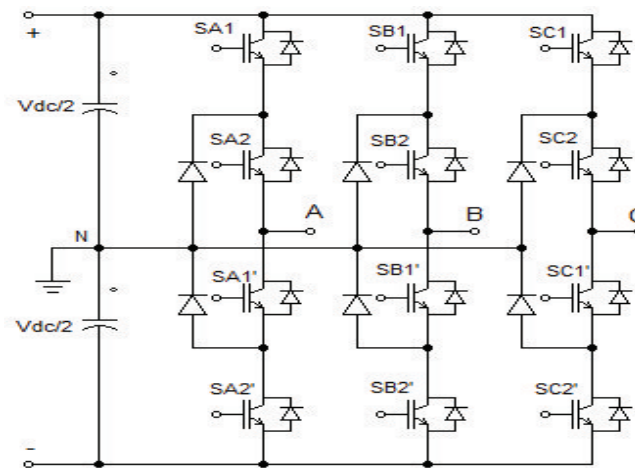 +
SA1
SB1
SC1
Vdc/2
SA2
SB2
SC2
A
B
C
N
SA1'
SB1'
SC1'
Vdc/2
SA2'
SB2'
SC2'
-